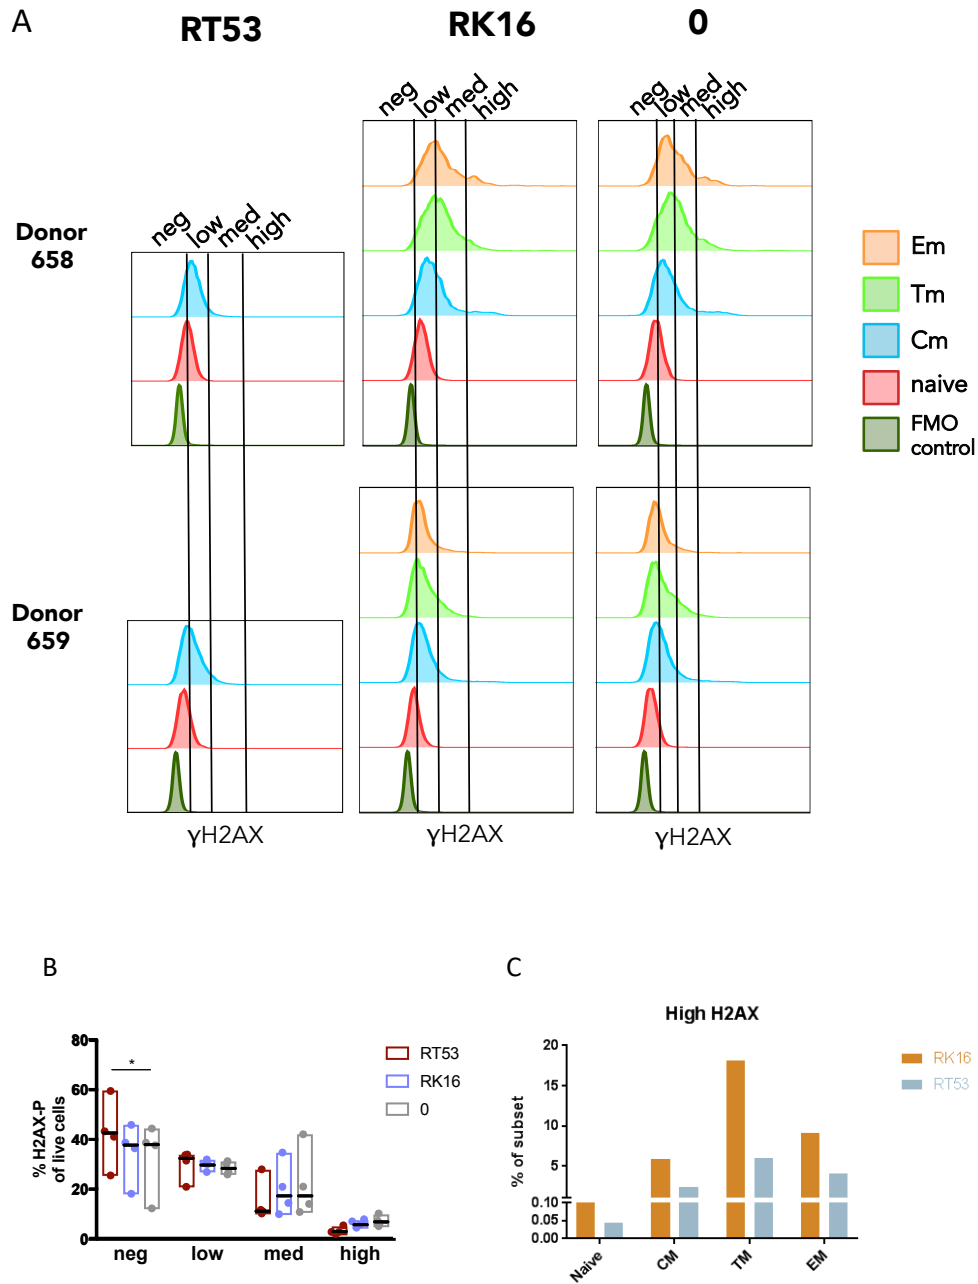 A
RT53
RK16
0
neg
low
med
high
neg
low
med
high
neg
low
med
high
Donor
658
Em
Tm
Cm
naive
FMO
control
Donor
659
γH2AX
γH2AX
γH2AX
B
C
High H2AX
80
60
40
20
0
% H2AX-P
of live cells
*
neg
low
med
high
RT53
RK16
0
20
15
10
5
0.10
0.05
0.00
% of subset
Naive
CM
TM
EM
RK16
RT53